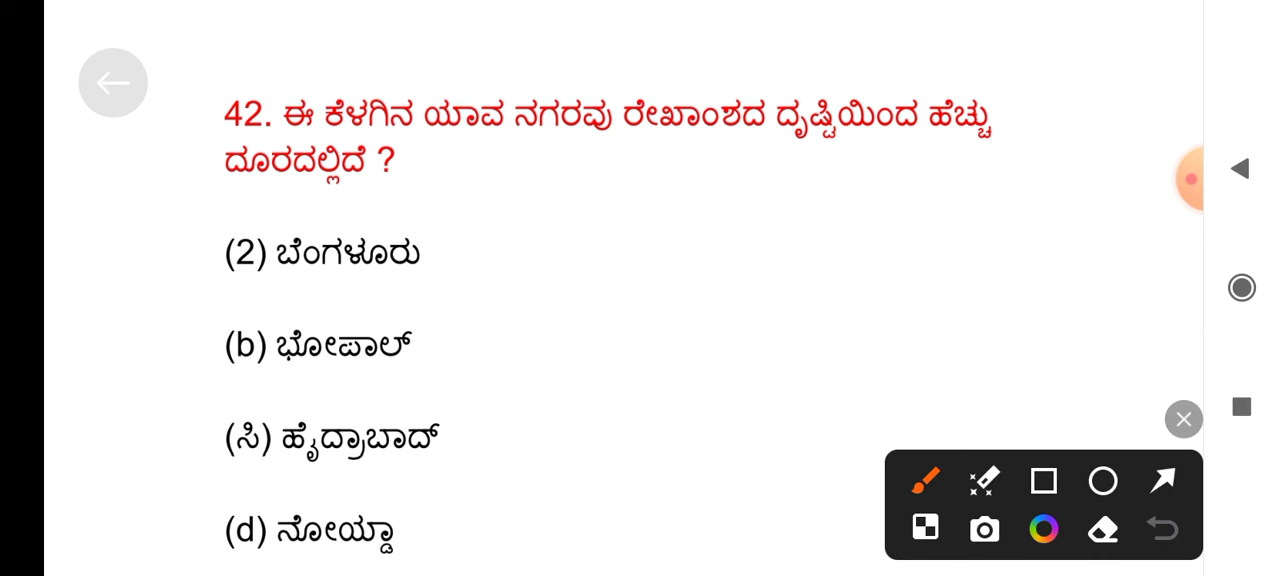 42. ಈ ಕೆಳಗಿನ ಯಾವ ನಗರವು ರೇಖಾಂಶದ ದೃಷ್ಟಿಯಿಂದ ಹೆಚ್ಚು
ದೂರದಲ್ಲಿದೆ ?
(2) ಬೆಂಗಳೂರು
(b) ಭೋಪಾಲ್
(ಸಿ) ಹೈದ್ರಾಬಾದ್
(d) ನೋಯ್ಡಾ